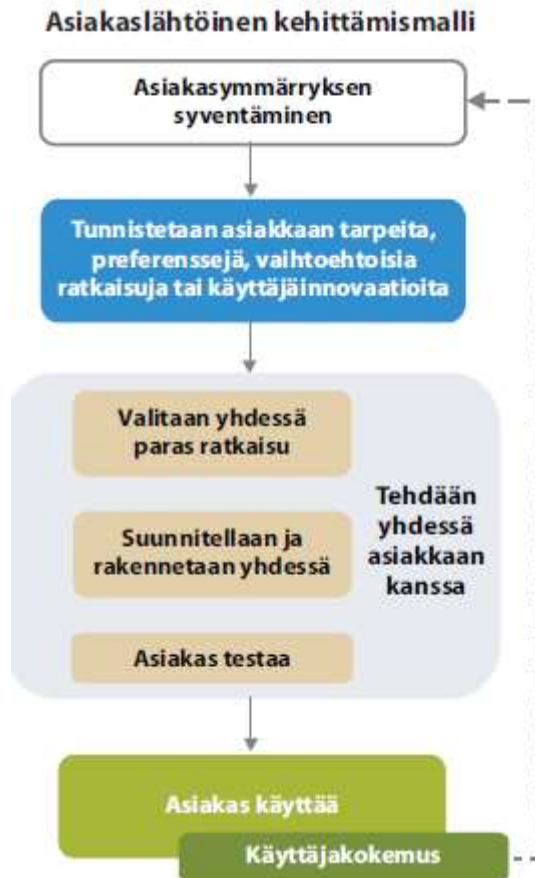 Asiakaslähtöinen kehittämismalli
Asiakasymmärryksen
syventäminen
Tunnistetaan asiakkaan tarpeita,
preferenssejä, vaihtoehtoisia
ratkaisuja tai käyttäjäinnovaatioita
Valitaan yhdessä
paras ratkaisu
Suunnitellaan ja
rakennetaan yhdessä
Asiakas testaa
Tehdään
yhdessä
asiakkaan
kanssa
Asiakas käyttää
Käyttäjakokemus